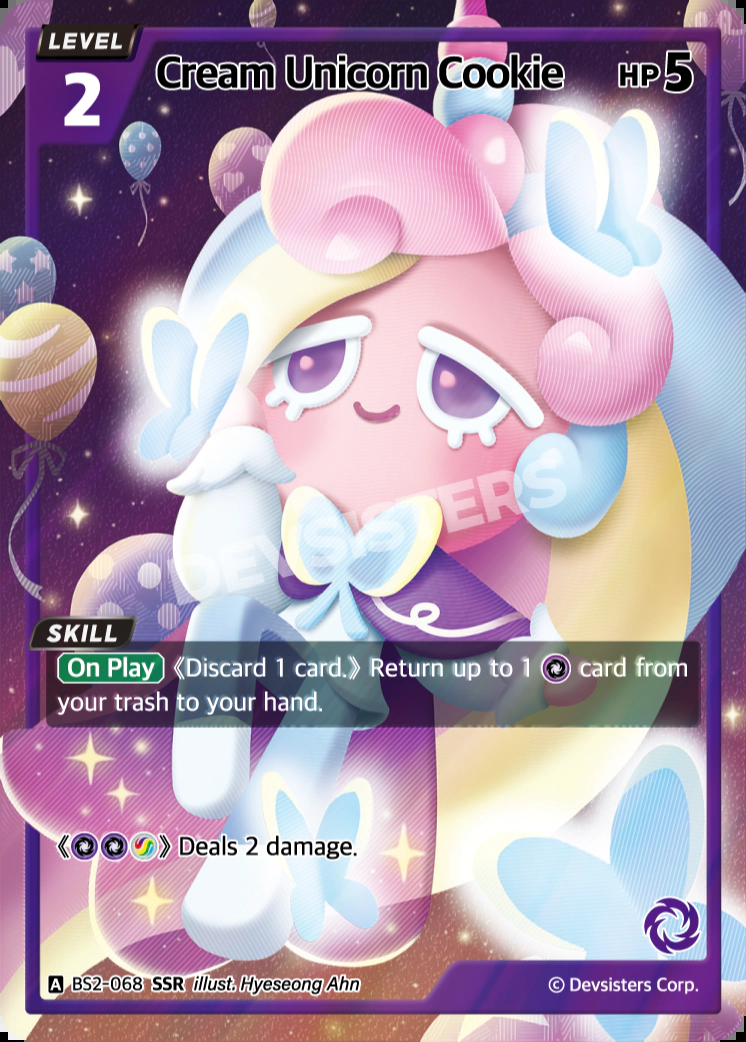 LEVEL
2
Cream Unicorn Cookie
HP5
DEVSISTERS
SKILL
On Play 《Discard 1 card.》 Return up to 1 card from
your trash to your hand.
《 》 Deals 2 damage.
A BS2-068 SSR illust. Hyeseong Ahn
© Devsisters Corp.